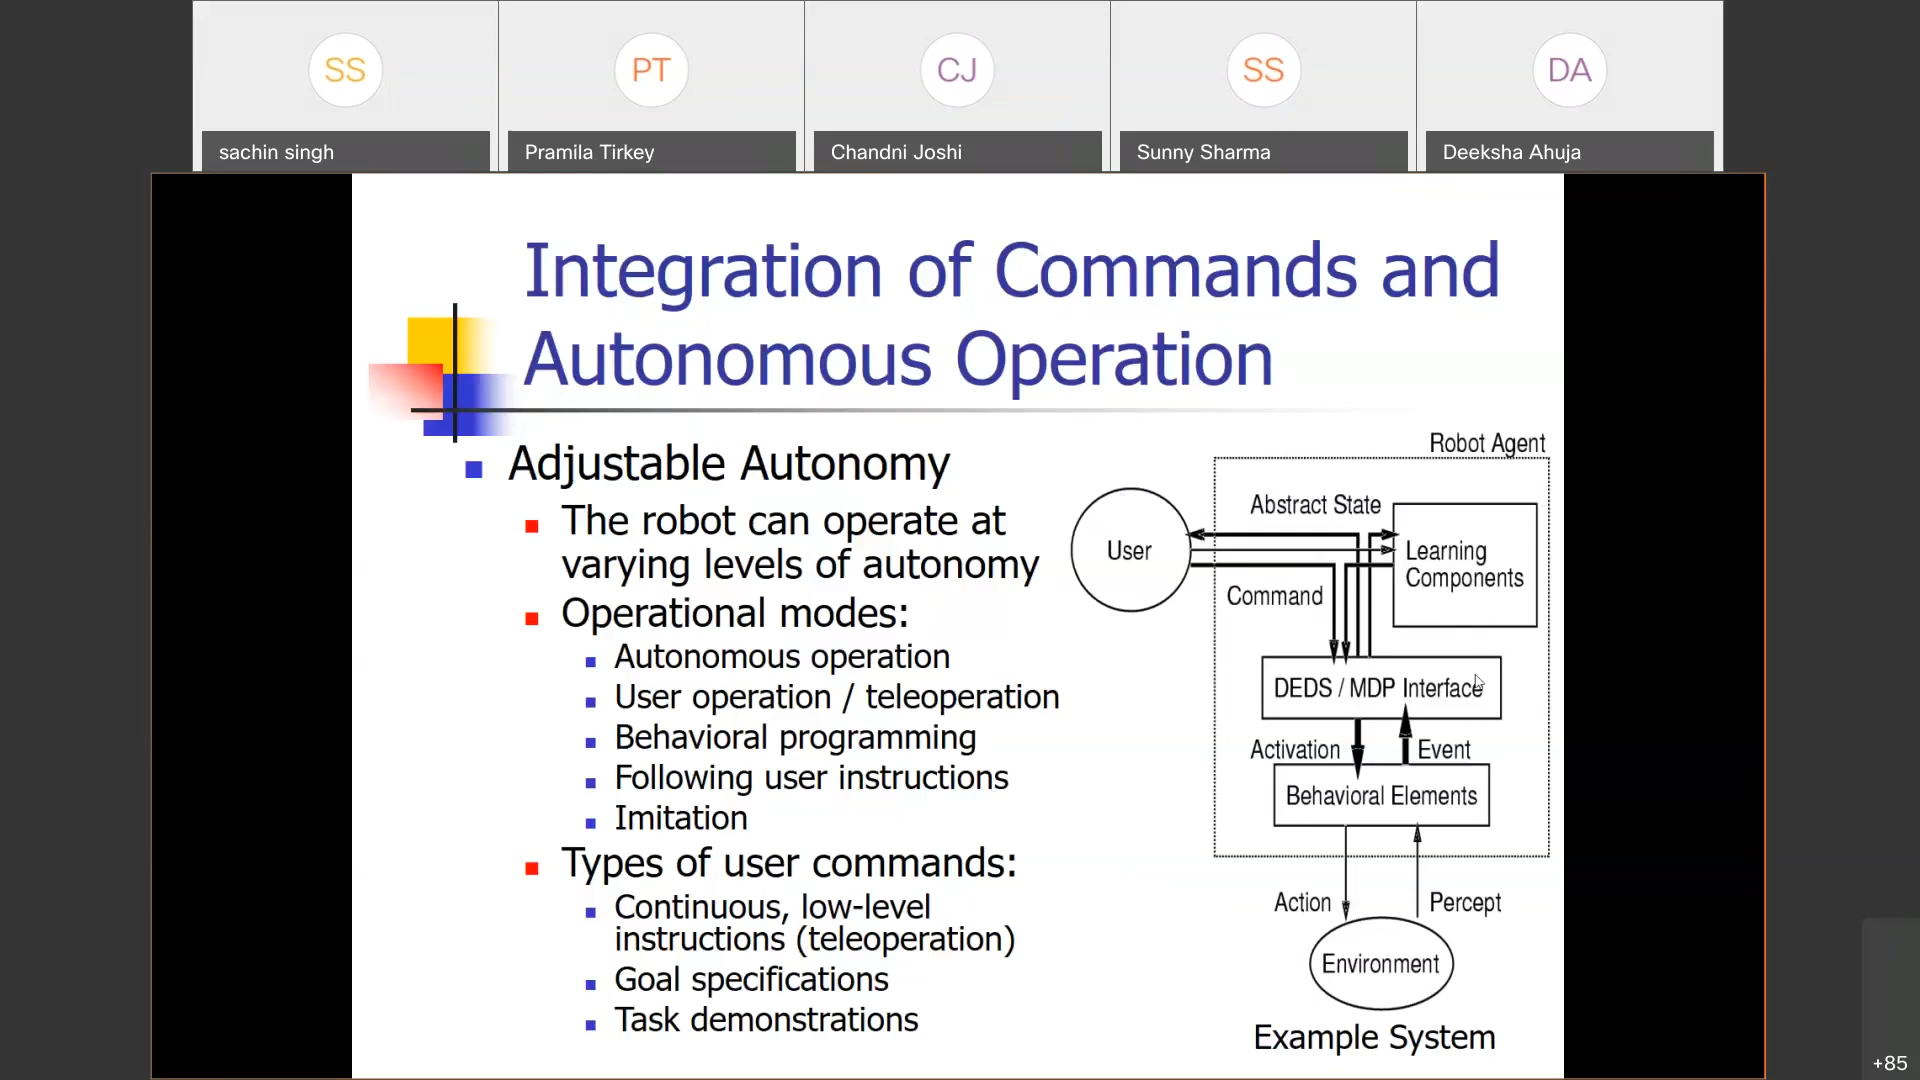 SS
PT
CJ
SS
DA
sachin singh
Pramila Tirkey
Chandni Joshi
Sunny Sharma
Deeksha Ahuja
Integration of Commands and
Autonomous Operation
Adjustable Autonomy
The robot can operate at
varying levels of autonomy
Operational modes:
Autonomous operation
User operation / teleoperation
Behavioral programming
Following user instructions
Imitation
Types of user commands:
Continuous, low-level
instructions (teleoperation)
Goal specifications
Task demonstrations
Robot Agent
Abstract State
User
Learning
Components
Command
DEDS / MDP Interface
Activation
Event
Behavioral Elements
Action
Percept
Environment
Example System
+85